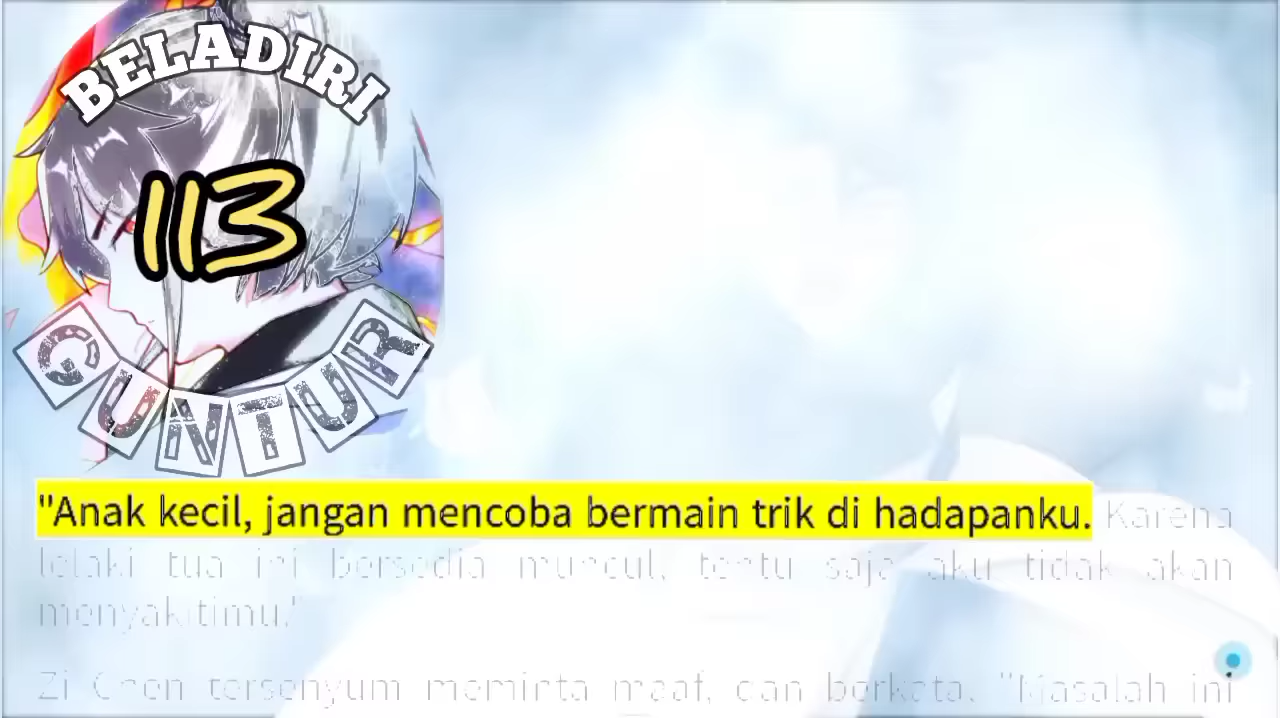 BELADIRI
113
GUNTUR
"Anak kecil, jangan mencoba bermain trik di hadapanku. Karena
lelaki tua ini bersedia muncul, tentu saja aku tidak akan
menyakitimu."
Zi Chen tersenyum meminta maaf, dan berkata. "Masalah ini